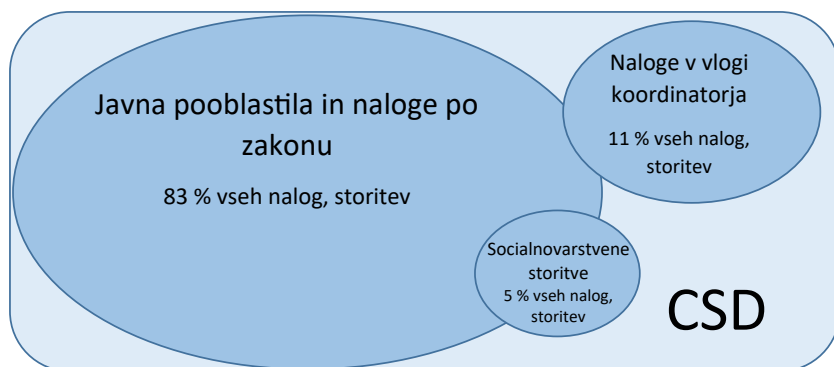 Javna pooblastila in naloge po
zakonu
83 % vseh nalog, storitev
Naloge v vlogi
koordinatorja
11 % vseh nalog,
storitev
Socialnovarstvene
storitve
5 % vseh nalog,
storitev
CSD